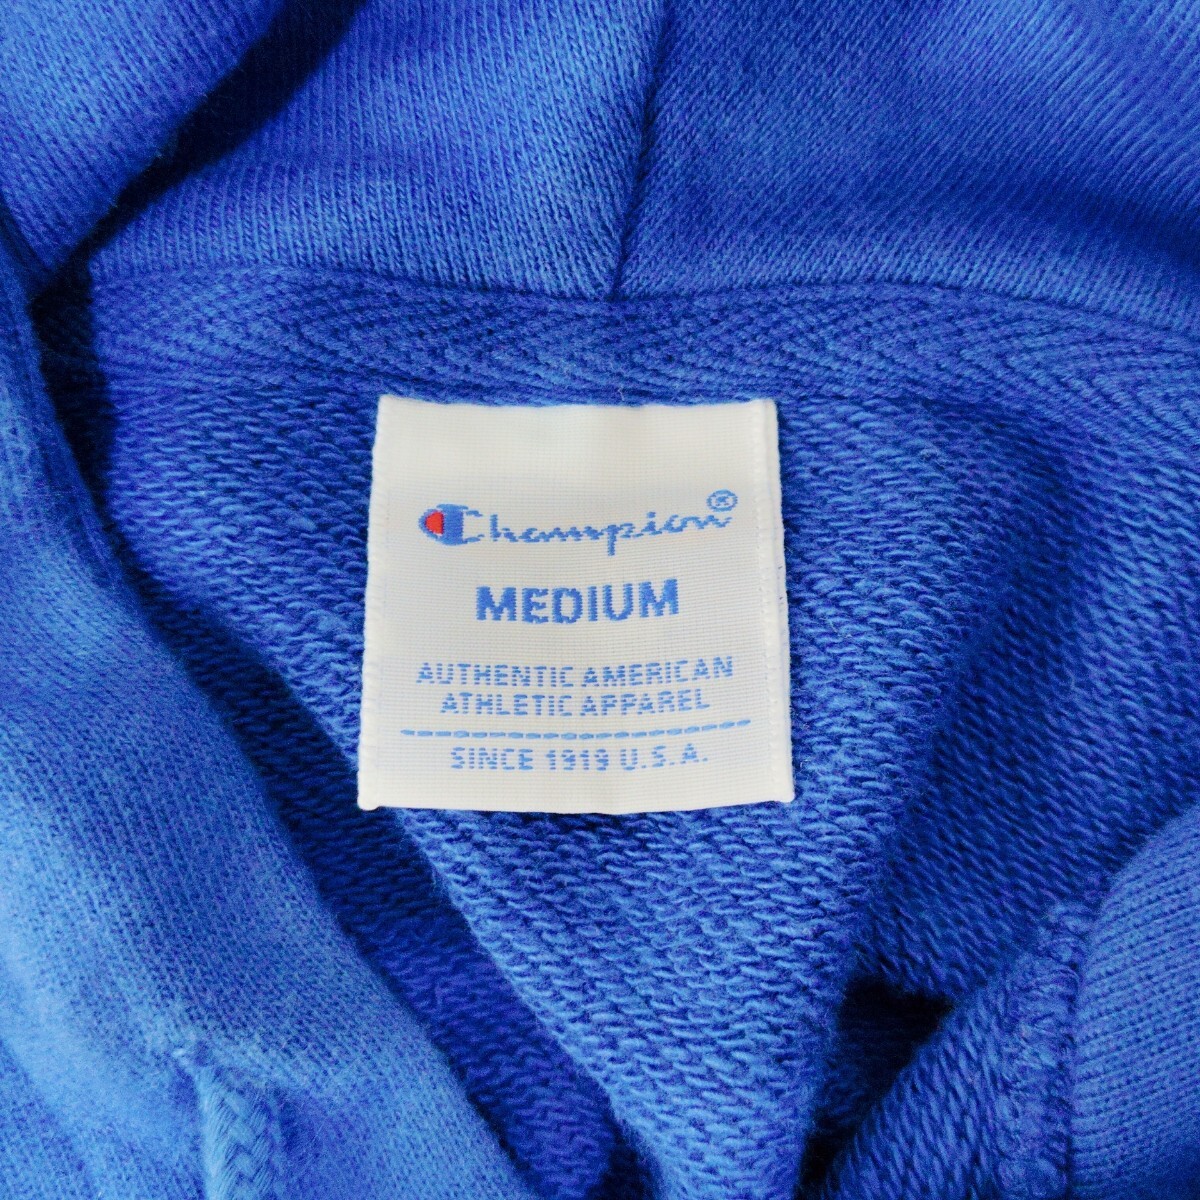 Champion®
MEDIUM
AUTHENTIC AMERICAN
ATHLETIC APPAREL
SINCE 1919 U.S.A.